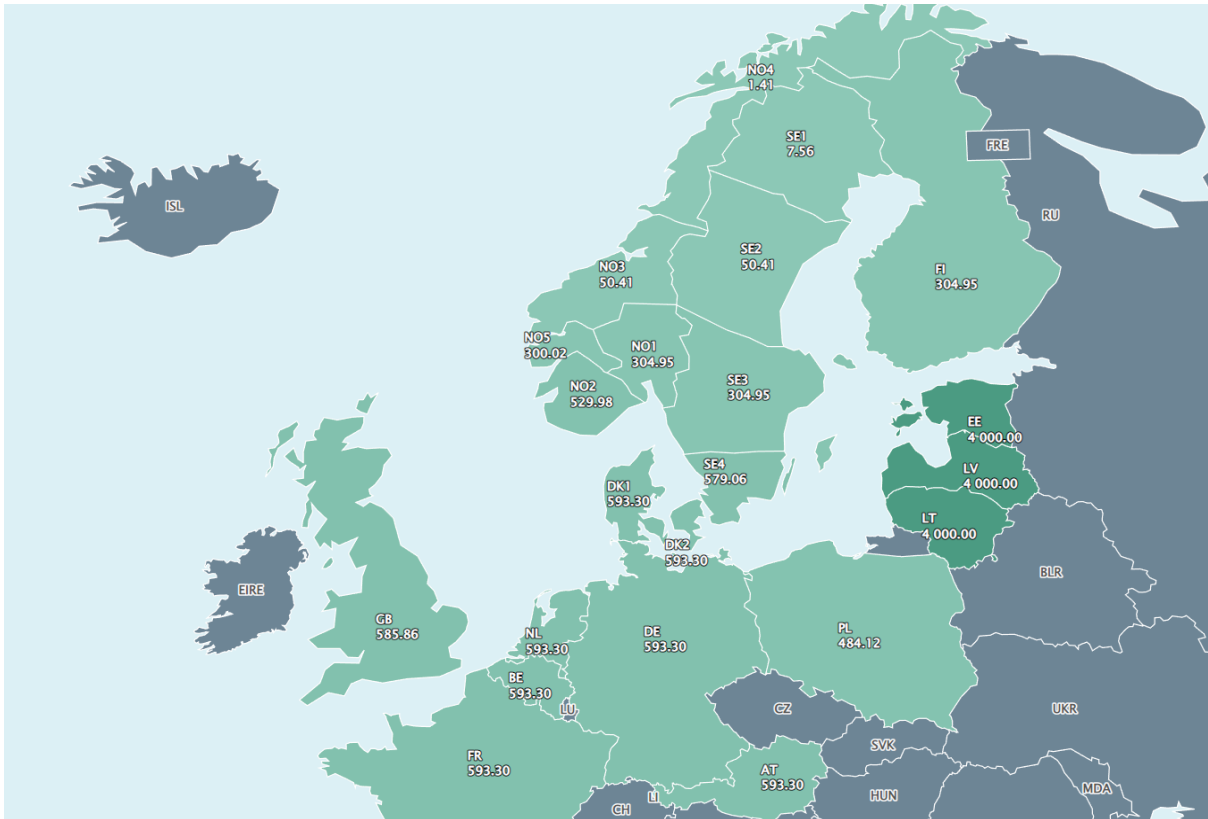 NO4
1.41
SE1
7.56
FRE
ISL
RU
SE2
50.41
NO3
50.41
FI
304.95
NO5
300.02
NO1
304.95
NO2
529.98
SE3
304.95
EE
4 000.00
SE4
579.06
LV
4 000.00
DK1
593.30
LT
4 000.00
DK2
593.30
BLR
EIRE
GB
585.86
NL
593.30
DE
593.30
PL
484.12
BE
593.30
LU
CZ
UKR
SVK
FR
593.30
AT
593.30
LI
CH
HUN
MDA